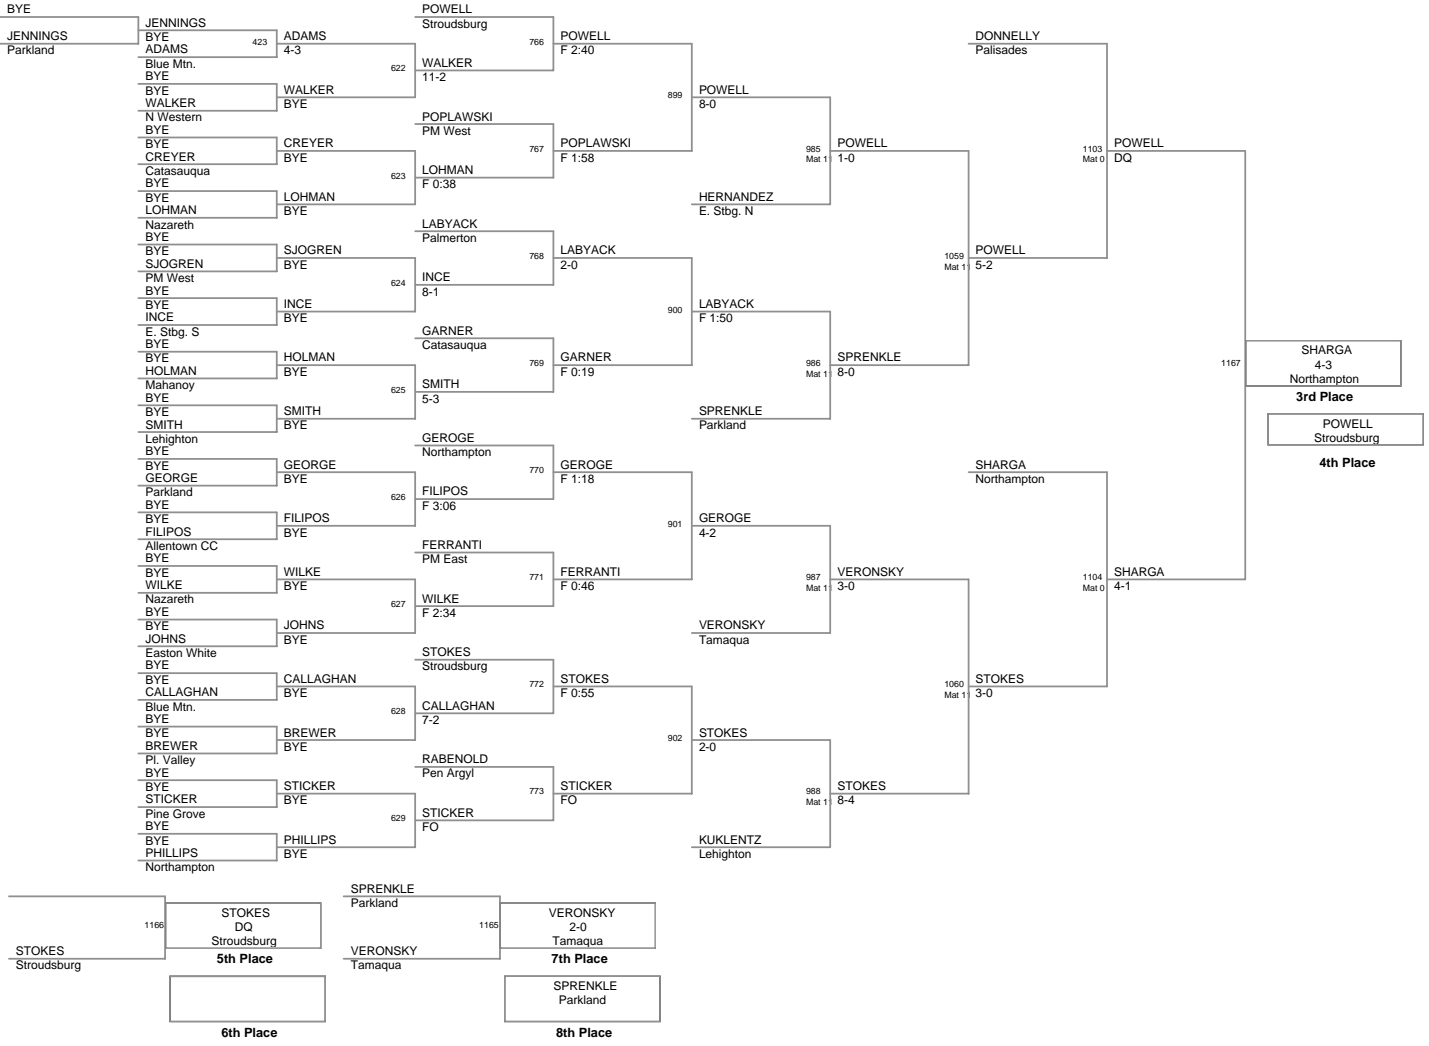 BYE
JENNINGS
Parkland
JENNINGS
BYE
ADAMS
Blue Mtn.
BYE
BYE
WALKER
N Western
BYE
BYE
CREYER
Catasauqua
BYE
BYE
LOHMAN
Nazareth
BYE
BYE
SJOGREN
PM West
BYE
BYE
INCE
E. Stbg. S
BYE
BYE
HOLMAN
Mahanoy
BYE
BYE
SMITH
Lehighton
BYE
BYE
GEORGE
Parkland
BYE
BYE
FILIPOS
Allentown CC
BYE
BYE
WILKE
Nazareth
BYE
BYE
JOHNS
Easton White
BYE
BYE
CALLAGHAN
Blue Mtn.
BYE
BYE
BREWER
Pl. Valley
BYE
BYE
STICKER
Pine Grove
BYE
BYE
PHILLIPS
Northampton
423
ADAMS
4-3
WALKER
BYE
CREYER
BYE
LOHMAN
BYE
SJOGREN
BYE
INCE
BYE
HOLMAN
BYE
SMITH
BYE
GEORGE
BYE
FILIPOS
BYE
WILKE
BYE
JOHNS
BYE
CALLAGHAN
BYE
BREWER
BYE
STICKER
BYE
PHILLIPS
BYE
622
623
624
625
626
627
628
629
POWELL
Stroudsburg
WALKER
11-2
POPLAWSKI
PM West
LOHMAN
F 0:38
LABYACK
Palmerton
INCE
8-1
GARNER
Catasauqua
SMITH
5-3
GEROGE
Northampton
FILIPOS
F 3:06
FERRANTI
PM East
WILKE
F 2:34
STOKES
Stroudsburg
CALLAGHAN
7-2
RABENOLD
Pen Argyl
STICKER
FO
766
767
768
769
770
771
772
773
POWELL
F 2:40
POPLAWSKI
F 1:58
LABYACK
2-0
GARNER
F 0:19
GEROGE
F 1:18
FERRANTI
F 0:46
STOKES
F 0:55
STICKER
FO
899
900
901
902
POWELL
8-0
HERNANDEZ
E. Stbg. N
LABYACK
F 1:50
SPRENKLE
Parkland
GEROGE
4-2
VERONSKY
Tamaqua
STOKES
2-0
KUKLENTZ
Lehighton
985
Mat 11
986
Mat 11
987
Mat 11
988
Mat 11
POWELL
1-0
SPRENKLE
8-0
VERONSKY
3-0
STOKES
8-4
1059
Mat 11
1060
Mat 11
DONNELLY
Palisades
POWELL
5-2
SHARGA
Northampton
STOKES
3-0
1103
Mat 0
1104
Mat 0
POWELL
DQ
SHARGA
4-1
1167
SHARGA
4-3
Northampton
3rd Place
POWELL
Stroudsburg
4th Place
STOKES
Stroudsburg
1166
STOKES
DQ
Stroudsburg
5th Place
6th Place
SPRENKLE
Parkland
VERONSKY
Tamaqua
1165
VERONSKY
2-0
Tamaqua
7th Place
SPRENKLE
Parkland
8th Place